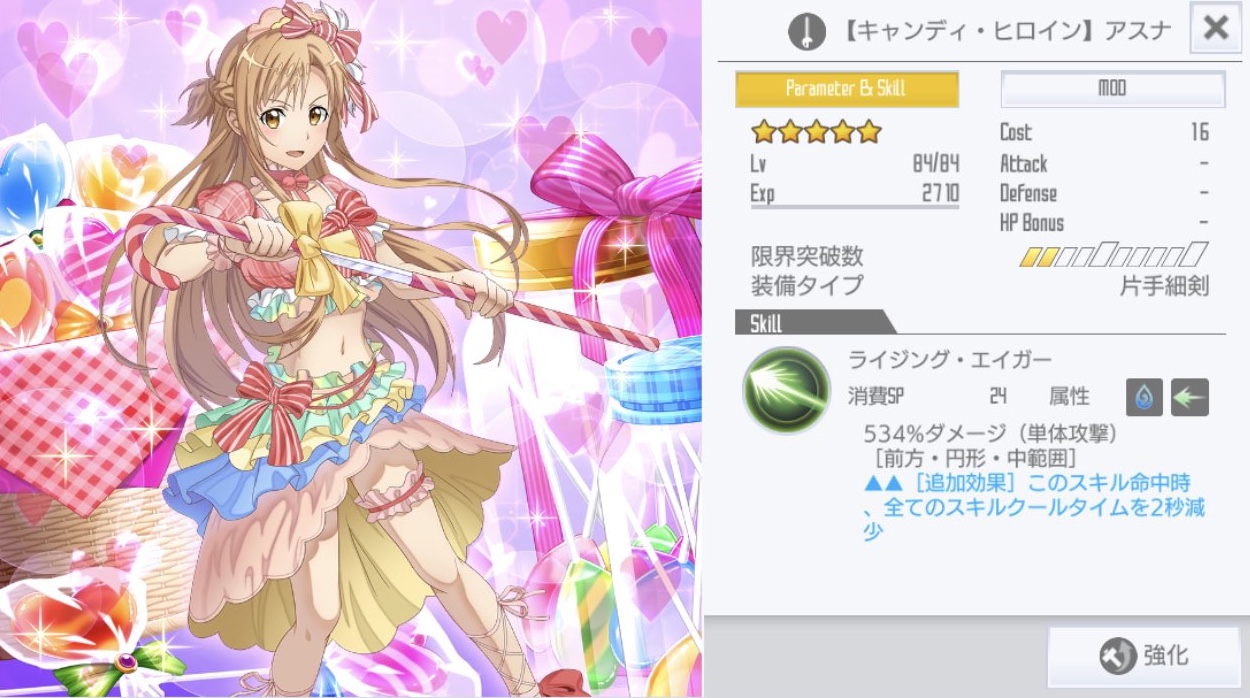 【キャンディ・ヒロイン】アスナ
Parameter & Skill
MOD
Lv 84/84
Exp 2710
Cost 16
Attack -
Defense -
HP Bonus -
限界突破数
装備タイプ 片手細剣
Skill
ライジング・エイガー
消費SP 24 属性
534%ダメージ（単体攻撃）
［前方・円形・中範囲］
▲▲［追加効果］このスキル命中時
、全てのスキルクールタイムを2秒減
少
強化